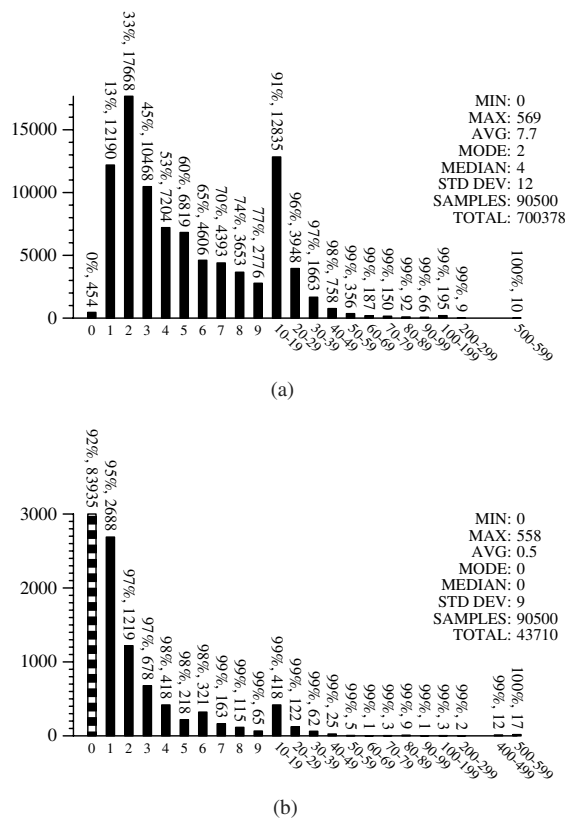 0%, 454
13%, 12190
33%, 17668
45%, 10468
53%, 7204
60%, 6819
65%, 4606
70%, 4393
74%, 3653
77%, 2776
91%, 12835
96%, 3948
97%, 1663
98%, 758
99%, 356
99%, 187
99%, 150
99%, 92
99%, 66
99%, 195
99%, 9
100%, 10
15000
10000
5000
0
MIN: 0
MAX: 569
AVG: 7.7
MODE: 2
MEDIAN: 4
STD DEV: 12
SAMPLES: 90500
TOTAL: 700378
0 1 2 3 4 5 6 7 8 9 10-19 20-29 30-39 40-49 50-59 60-69 70-79 80-89 90-99 100-199 200-299 500-599
(a)
92%, 83935
95%, 2688
97%, 1219
97%, 678
98%, 418
98%, 218
98%, 321
99%, 163
99%, 115
99%, 65
99%, 418
99%, 122
99%, 62
99%, 25
99%, 5
99%, 1
99%, 3
99%, 9
99%, 1
99%, 3
99%, 2
99%, 12
100%, 17
3000
2000
1000
0
MIN: 0
MAX: 558
AVG: 0.5
MODE: 0
MEDIAN: 0
STD DEV: 9
SAMPLES: 90500
TOTAL: 43710
0 1 2 3 4 5 6 7 8 9 10-19 20-29 30-39 40-49 50-59 60-69 70-79 80-89 90-99 100-199 200-299 400-499 500-599
(b)